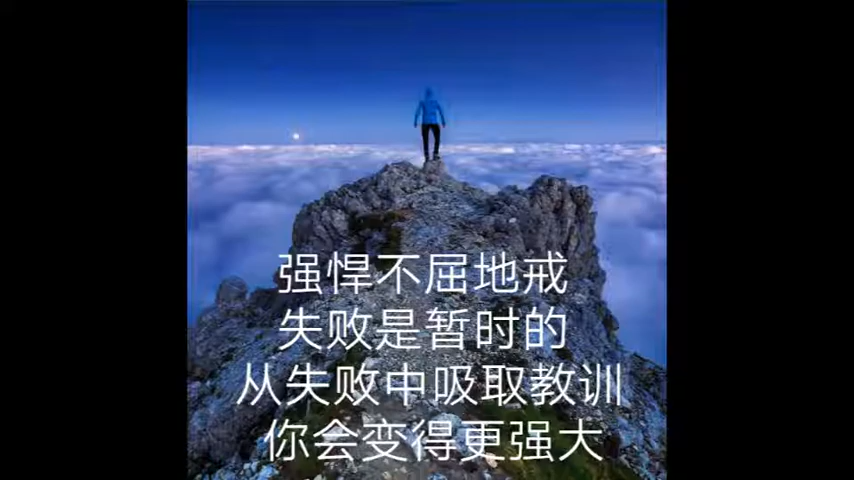 强悍不屈地戒
失败是暂时的
从失败中吸取教训
你会变得更强大